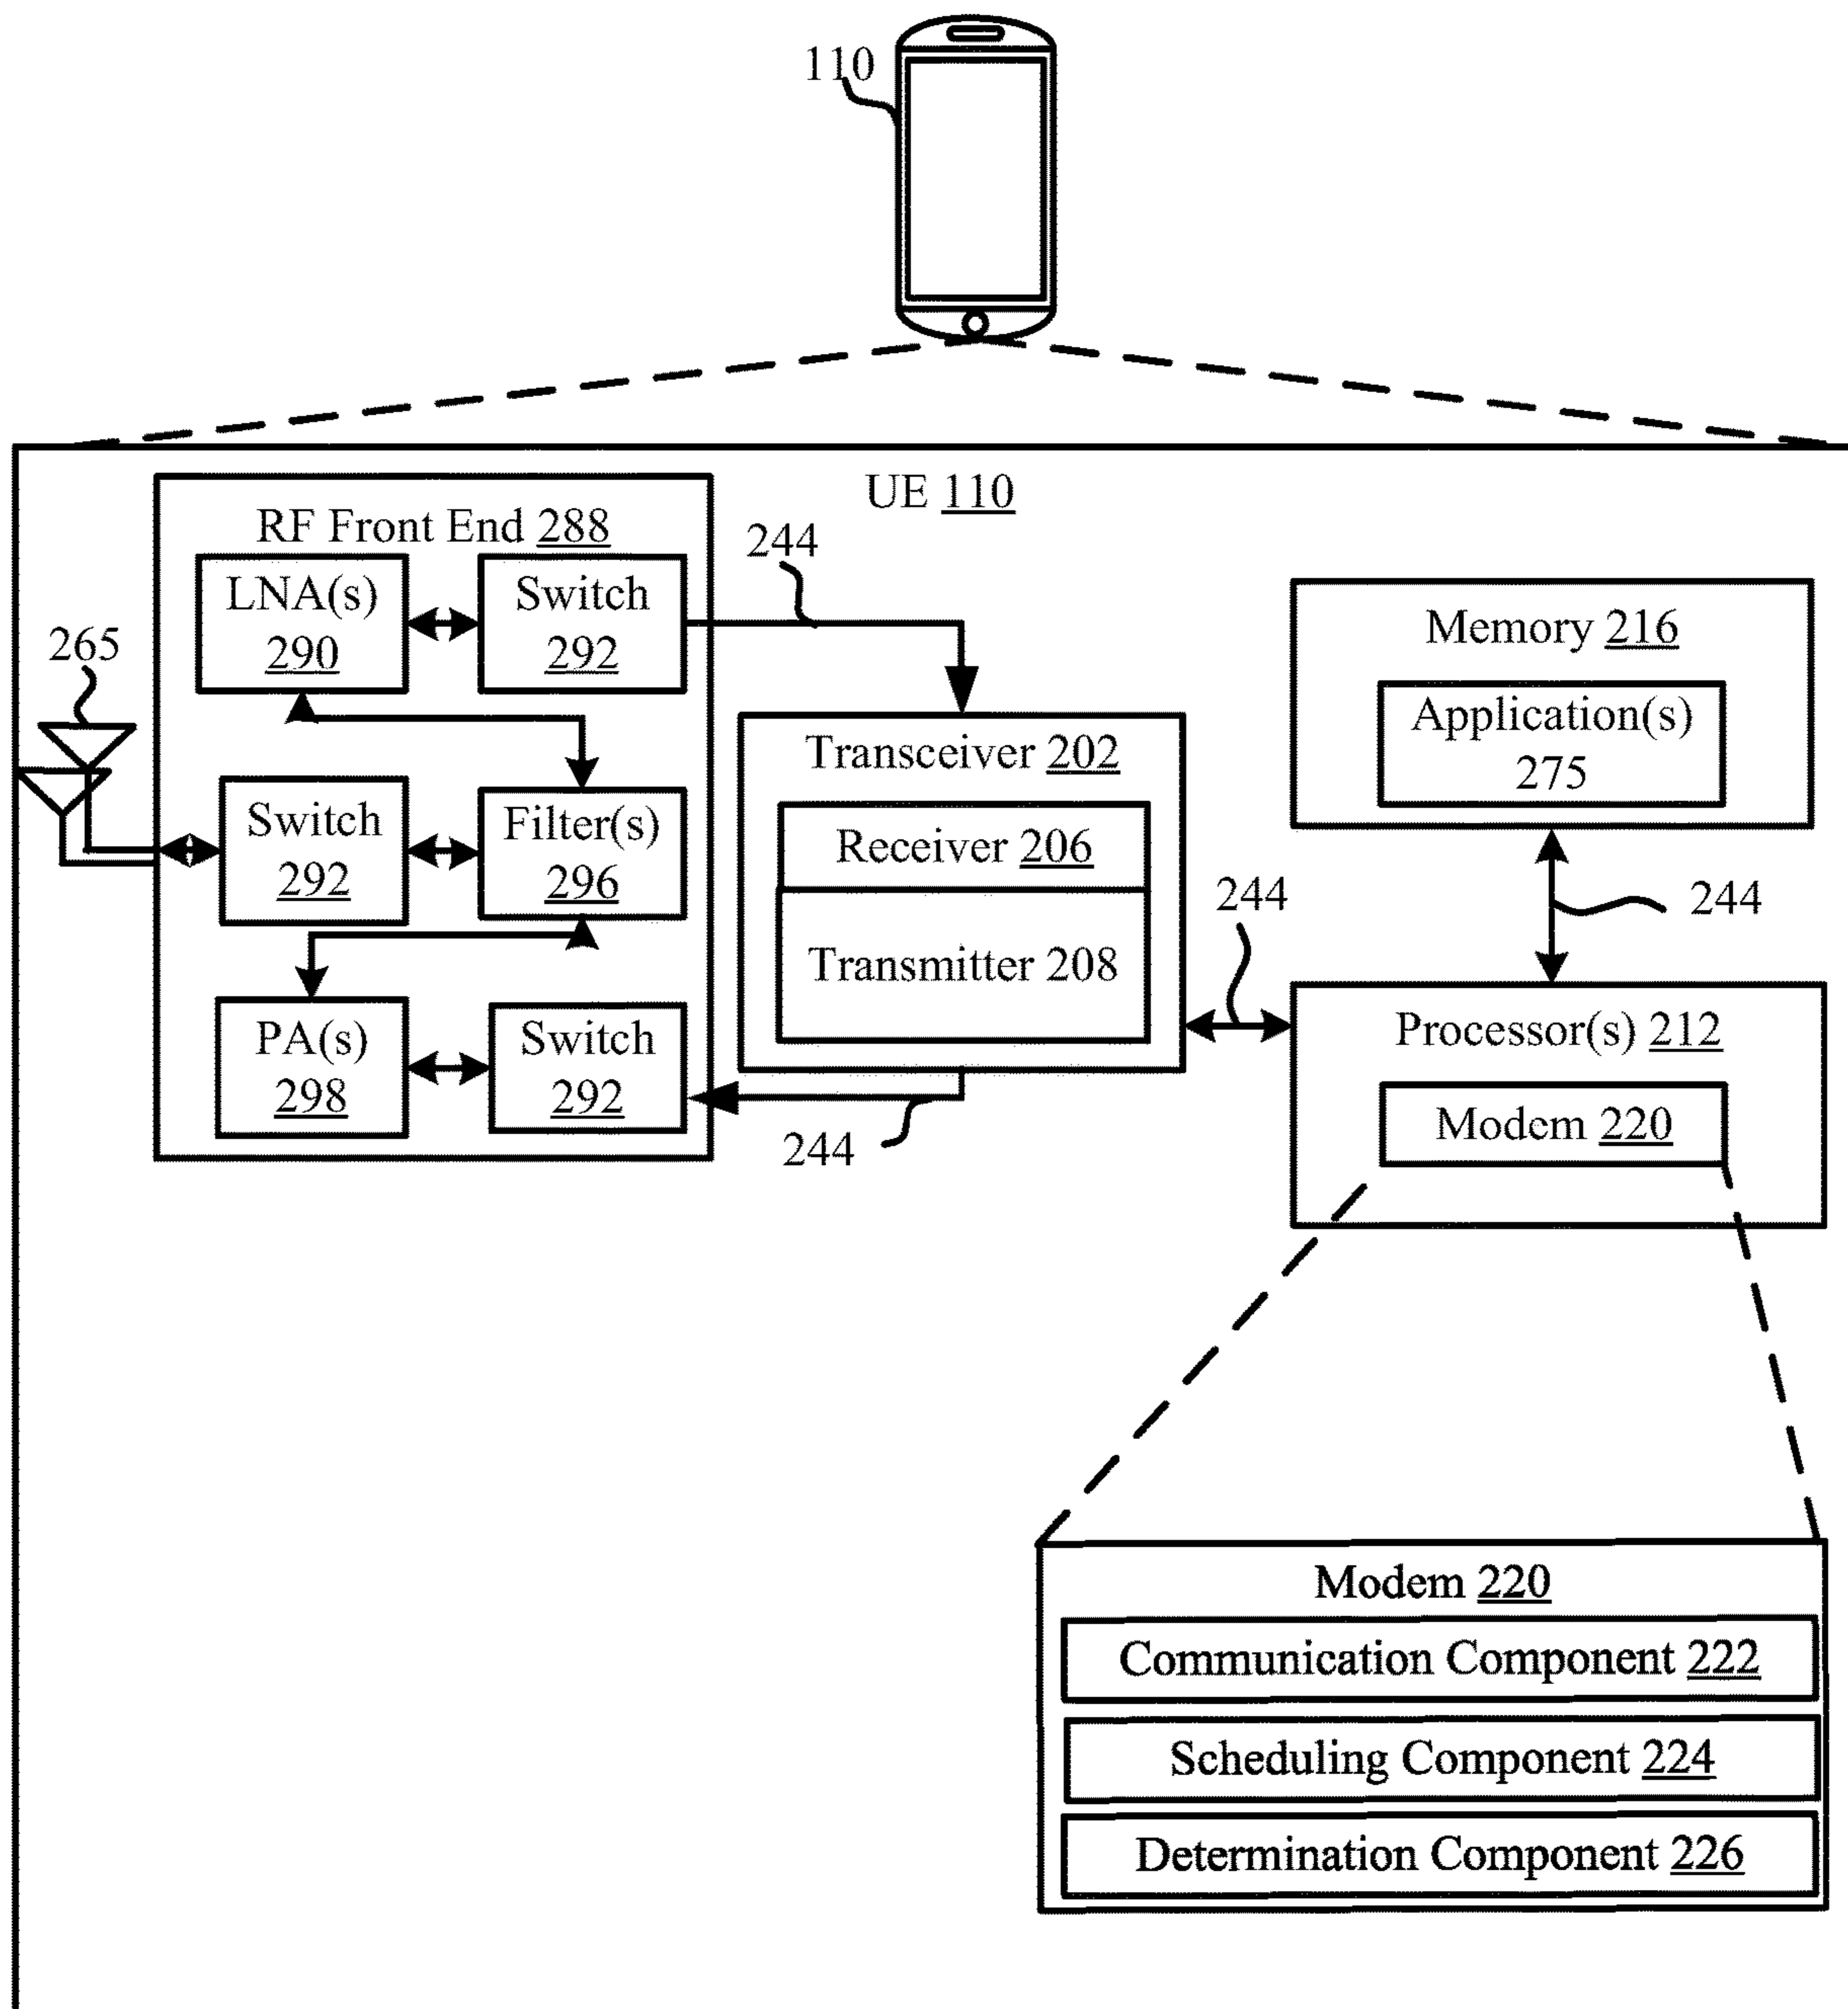 110
UE 110
RF Front End 288
LNA(s)
290
Switch
292
244
265
Switch
292
Filter(s)
296
PA(s)
298
Switch
292
244
Transceiver 202
Receiver 206
Transmitter 208
244
Memory 216
Application(s)
275
244
Processor(s) 212
Modem 220
Modem 220
Communication Component 222
Scheduling Component 224
Determination Component 226